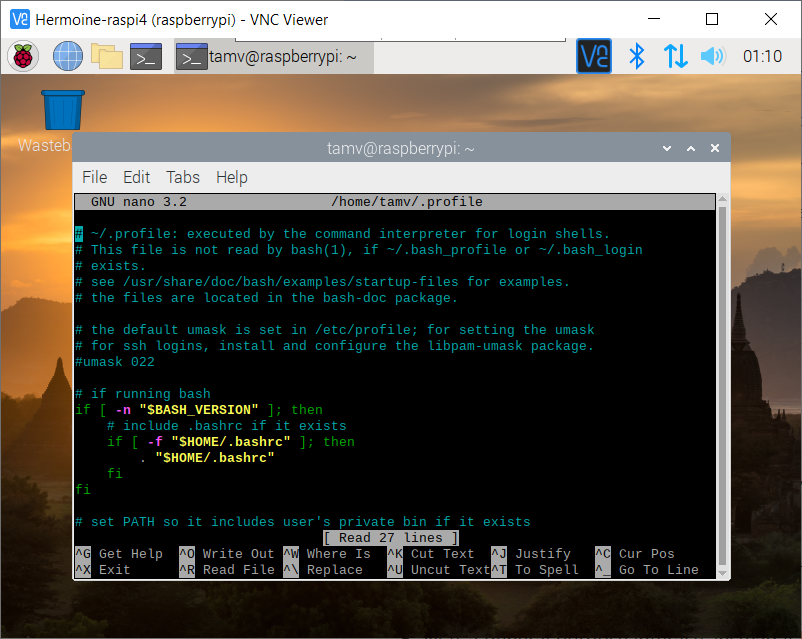 Hermoine-raspi4 (raspberrypi) - VNC Viewer
tamv@raspberrypi: ~
01:10
Wasteb
tamv@raspberrypi: ~
File Edit Tabs Help
GNU nano 3.2 /home/tamv/.profile
# ~/.profile: executed by the command interpreter for login shells.
# This file is not read by bash(1), if ~/.bash_profile or ~/.bash_login
# exists.
# see /usr/share/doc/bash/examples/startup-files for examples.
# the files are located in the bash-doc package.
# the default umask is set in /etc/profile; for setting the umask
# for ssh logins, install and configure the libpam-umask package.
#umask 022
# if running bash
if [ -n "$BASH_VERSION" ]; then
    # include .bashrc if it exists
    if [ -f "$HOME/.bashrc" ]; then
        . "$HOME/.bashrc"
    fi
fi
# set PATH so it includes user's private bin if it exists
[ Read 27 lines ]
^G Get Help ^O Write Out ^W Where Is ^K Cut Text ^J Justify ^C Cur Pos
^X Exit ^R Read File ^\ Replace ^U Uncut Text ^T To Spell ^_ Go To Line